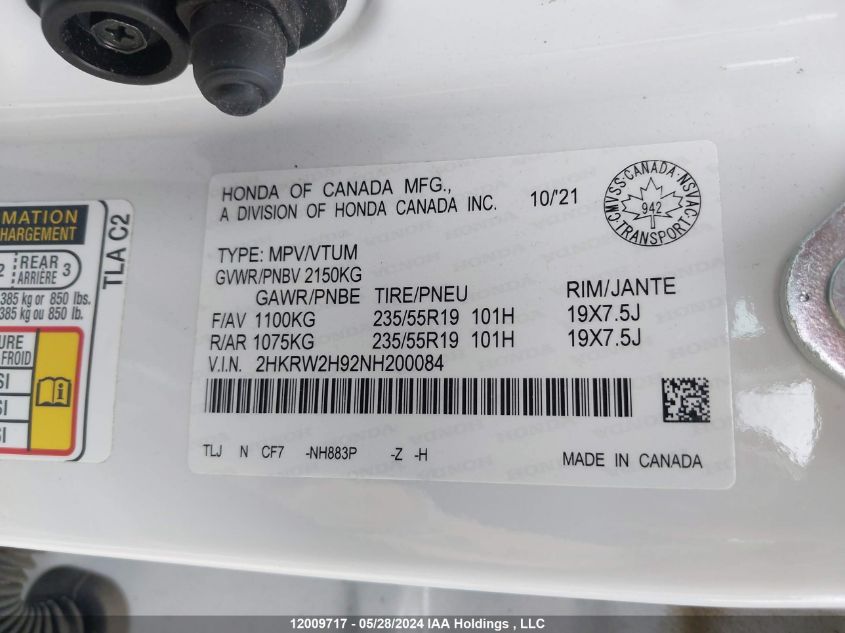 MATION
HARGEMENT
2 REAR 3
ARRIÈRE
385 kg or 850 lbs.
385 kg ou 850 lb.
URE
FROID
SI
SI
SI
TLA C2
HONDA OF CANADA MFG.,
A DIVISION OF HONDA CANADA INC. 10/'21
CMVSS·CANADA·NSVAC·TRANSPORT·
942
TYPE: MPV/VTUM
GVWR/PNBV 2150KG
GAWR/PNBE TIRE/PNEU RIM/JANTE
F/AV 1100KG 235/55R19 101H 19X7.5J
R/AR 1075KG 235/55R19 101H 19X7.5J
V.I.N. 2HKRW2H92NH200084
TLJ N CF7 -NH883P -Z -H
MADE IN CANADA
12009717 - 05/28/2024 IAA Holdings , LLC